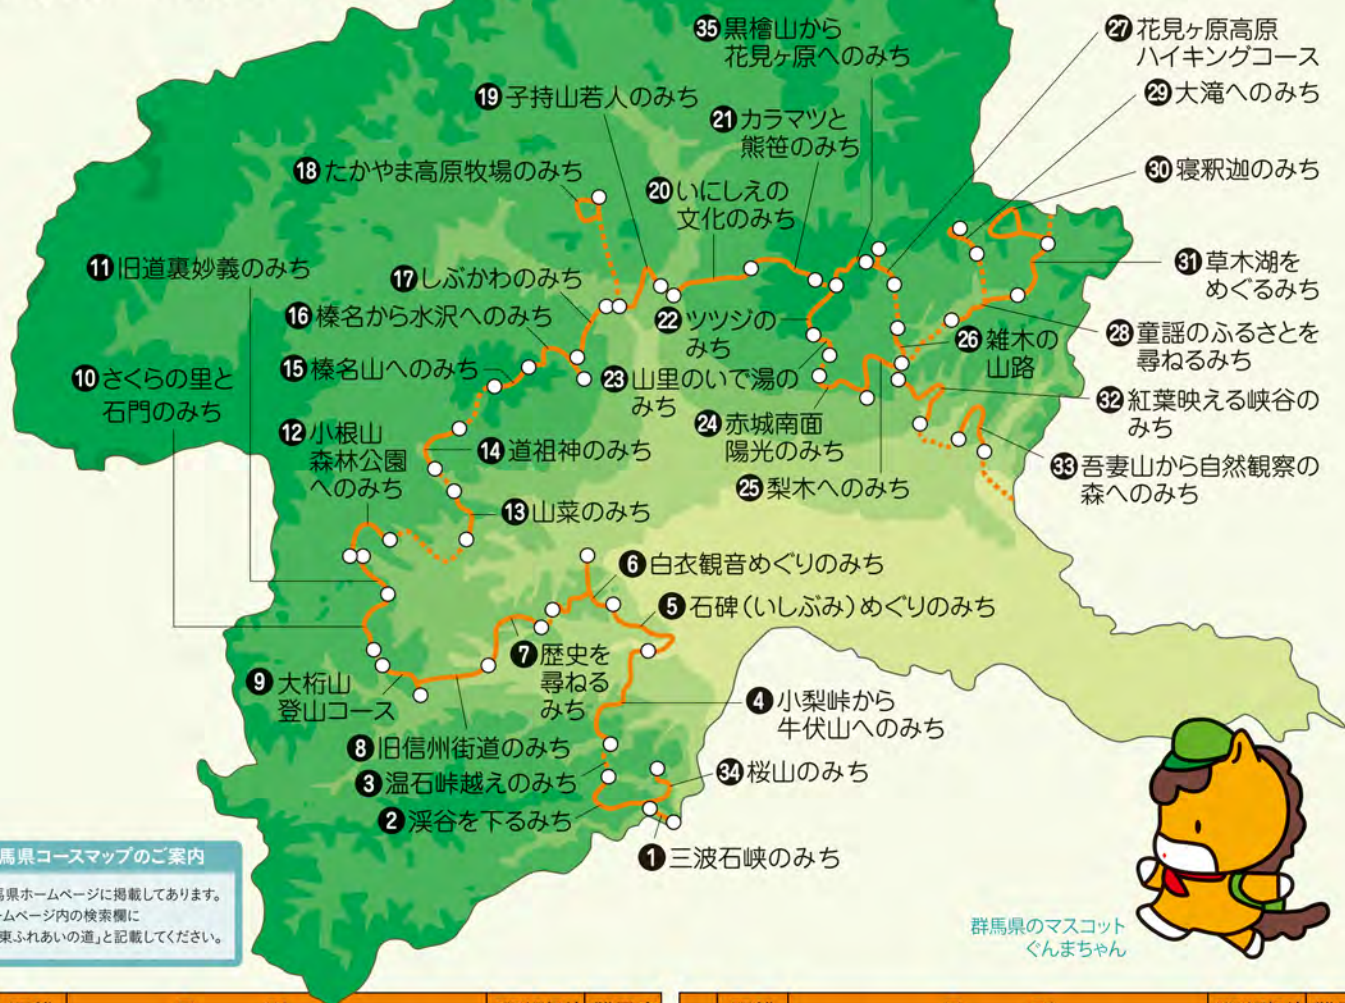 ㉟黒檜山から
花見ヶ原へのみち
㉗花見ヶ原高原
ハイキングコース
⑲子持山若人のみち
㉙大滝へのみち
㉑カラマツと
熊笹のみち
⑱たかやま高原牧場のみち
⑳いにしえの
文化のみち
㉚寝釈迦のみち
⑪旧道裏妙義のみち
⑰しぶかわのみち
㉛草木湖を
めぐるみち
⑯榛名から水沢へのみち
㉒ツツジの
みち
㉖雑木の
山路
㉘童謡のふるさとを
尋ねるみち
⑮榛名山へのみち
⑩さくらの里と
石門のみち
㉓山里のいで湯の
みち
㉜紅葉映える峡谷の
みち
⑫小根山
森林公園
へのみち
⑭道祖神のみち
㉔赤城南面
陽光のみち
㉝吾妻山から自然観察の
森へのみち
㉕梨木へのみち
⑬山菜のみち
❻白衣観音めぐりのみち
❺石碑(いしぶみ)めぐりのみち
❼歴史を
尋ねる
みち
❾大桁山
登山コース
❹小梨峠から
牛伏山へのみち
❽旧信州街道のみち
❸温石峠越えのみち
㉞桜山のみち
❷渓谷を下るみち
❶三波石峡のみち
馬県コースマップのご案内
馬県ホームページに掲載してあります。
ームページ内の検索欄に
東ふれあいの道」と記載してください。
群馬県のマスコット
ぐんまちゃん